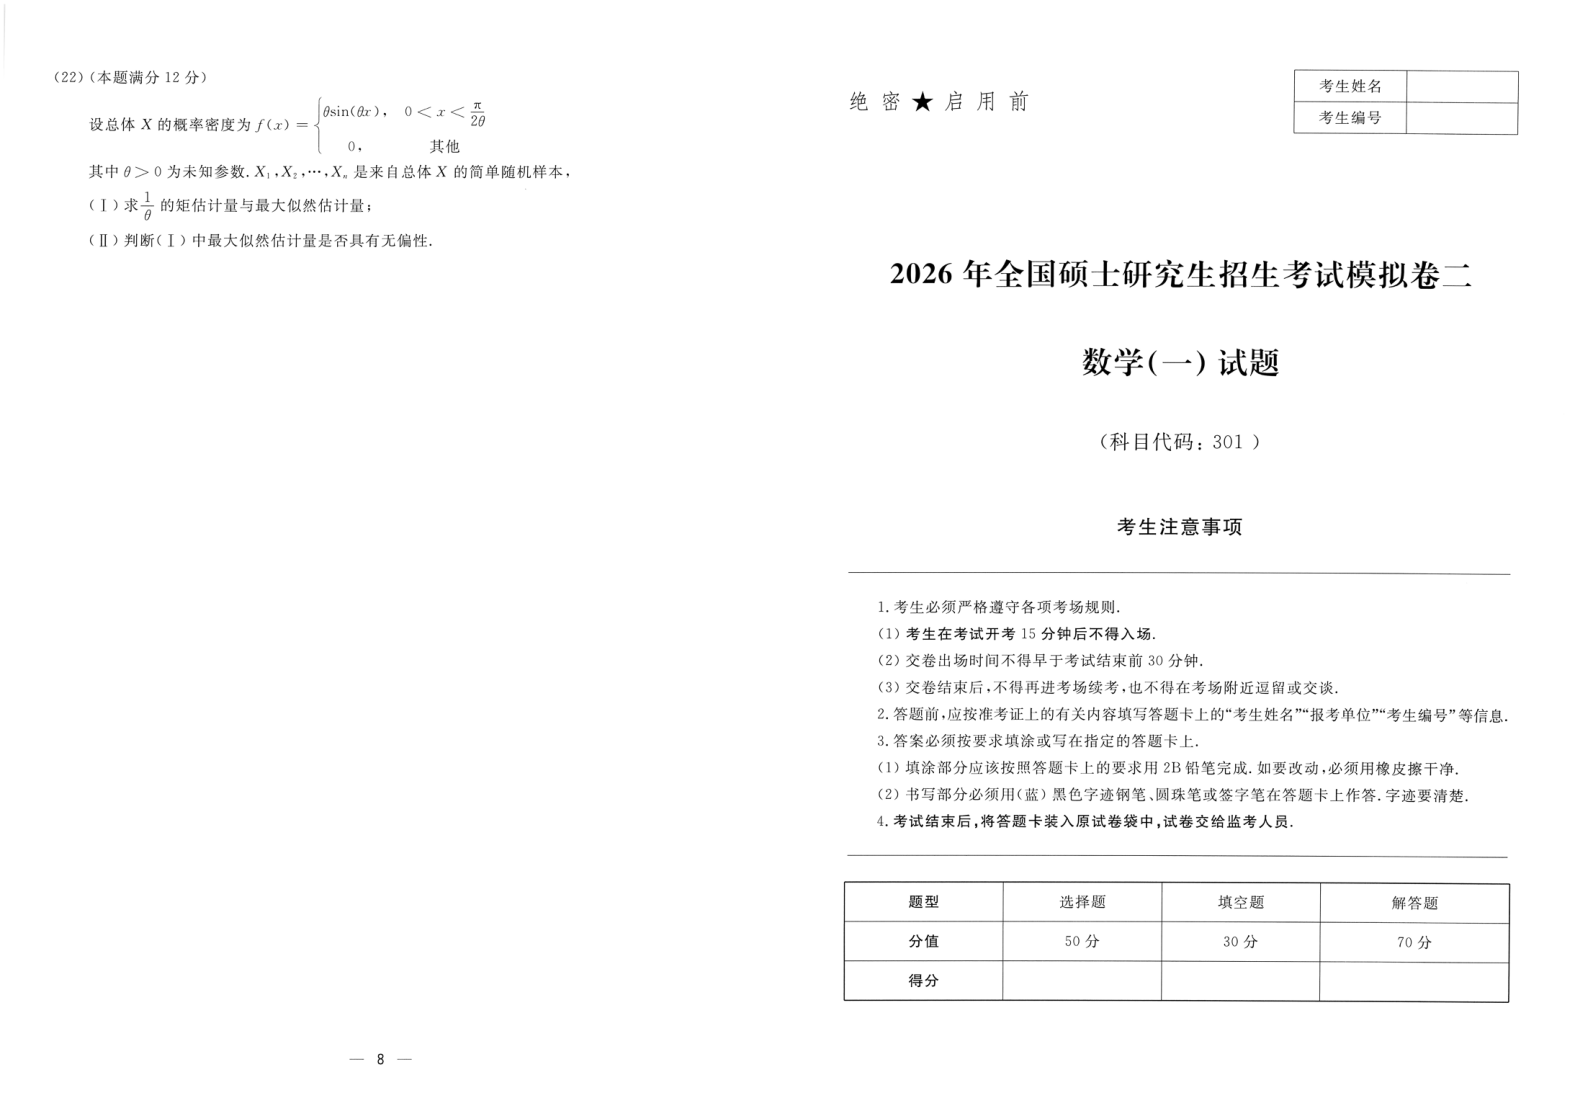 (22)(本题满分 12 分)
设总体 X 的概率密度为 f(x) = { θsin(θx), 0 < x < π/2θ
0, 其他
其中 θ > 0 为未知参数. X₁,X₂,…,Xₙ 是来自总体 X 的简单随机样本,
(Ⅰ) 求 1/θ 的矩估计量与最大似然估计量;
(Ⅱ) 判断(Ⅰ) 中最大似然估计量是否具有无偏性.
— 8 —
考生姓名
考生编号
绝 密 ★ 启 用 前
2026 年全国硕士研究生招生考试模拟卷二
数学(一) 试题
(科目代码: 301 )
考生注意事项
1. 考生必须严格遵守各项考场规则.
(1) 考生在考试开考 15 分钟后不得入场.
(2) 交卷出场时间不得早于考试结束前 30 分钟.
(3) 交卷结束后,不得再进考场续考,也不得在考场附近逗留或交谈.
2. 答题前,应按准考证上的有关内容填写答题卡上的“考生姓名”“报考单位”“考生编号”等信息.
3. 答案必须按要求填涂或写在指定的答题卡上.
(1) 填涂部分应该按照答题卡上的要求用 2B 铅笔完成. 如要改动,必须用橡皮擦干净.
(2) 书写部分必须用(蓝) 黑色字迹钢笔、圆珠笔或签字笔在答题卡上作答. 字迹要清楚.
4. 考试结束后,将答题卡装入原试卷袋中,试卷交给监考人员.
题型 选择题 填空题 解答题
分值 50 分 30 分 70 分
得分